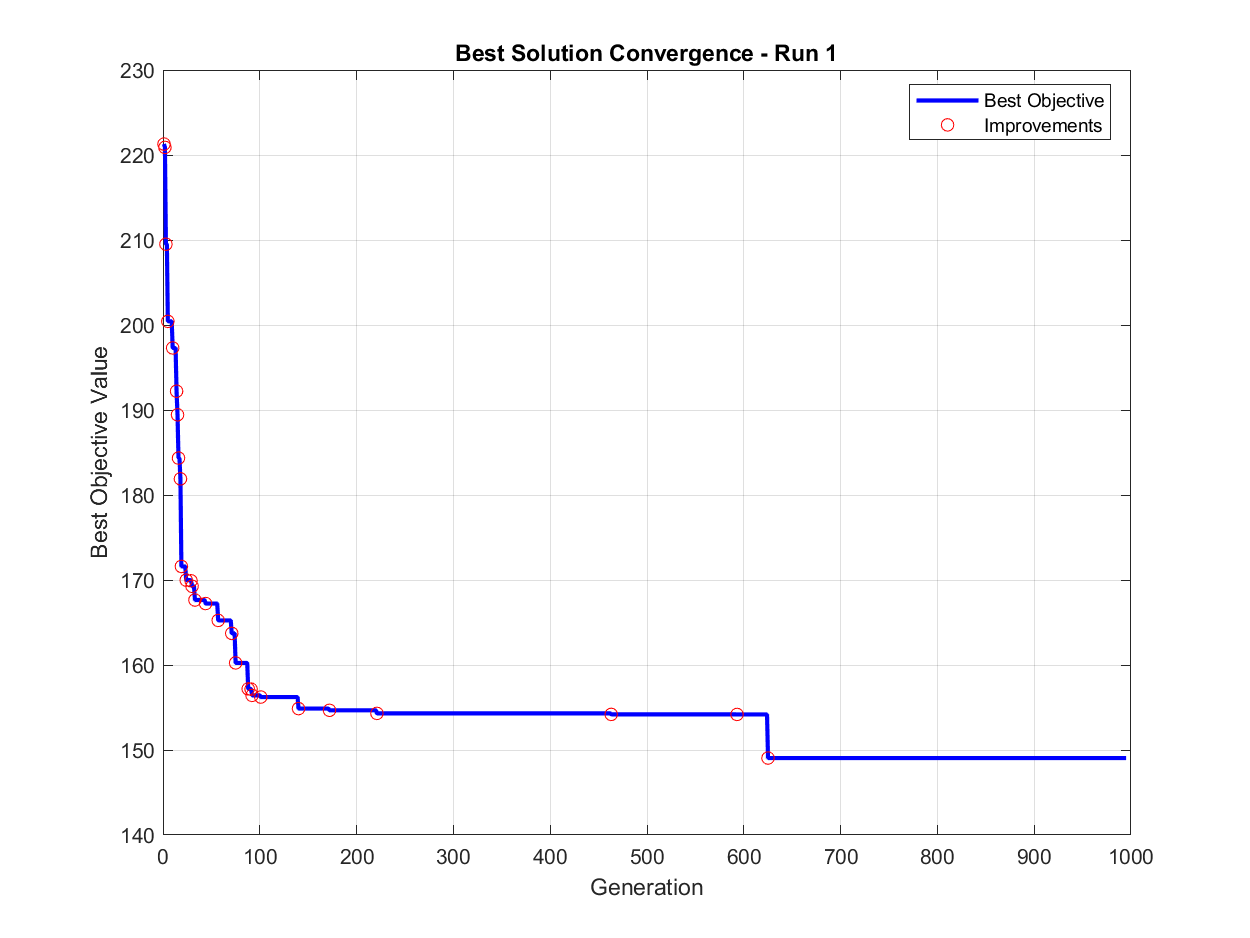 Best Solution Convergence - Run 1
230
220
210
200
190
180
170
160
150
140
Best Objective Value
Best Objective
Improvements
0 100 200 300 400 500 600 700 800 900 1000
Generation